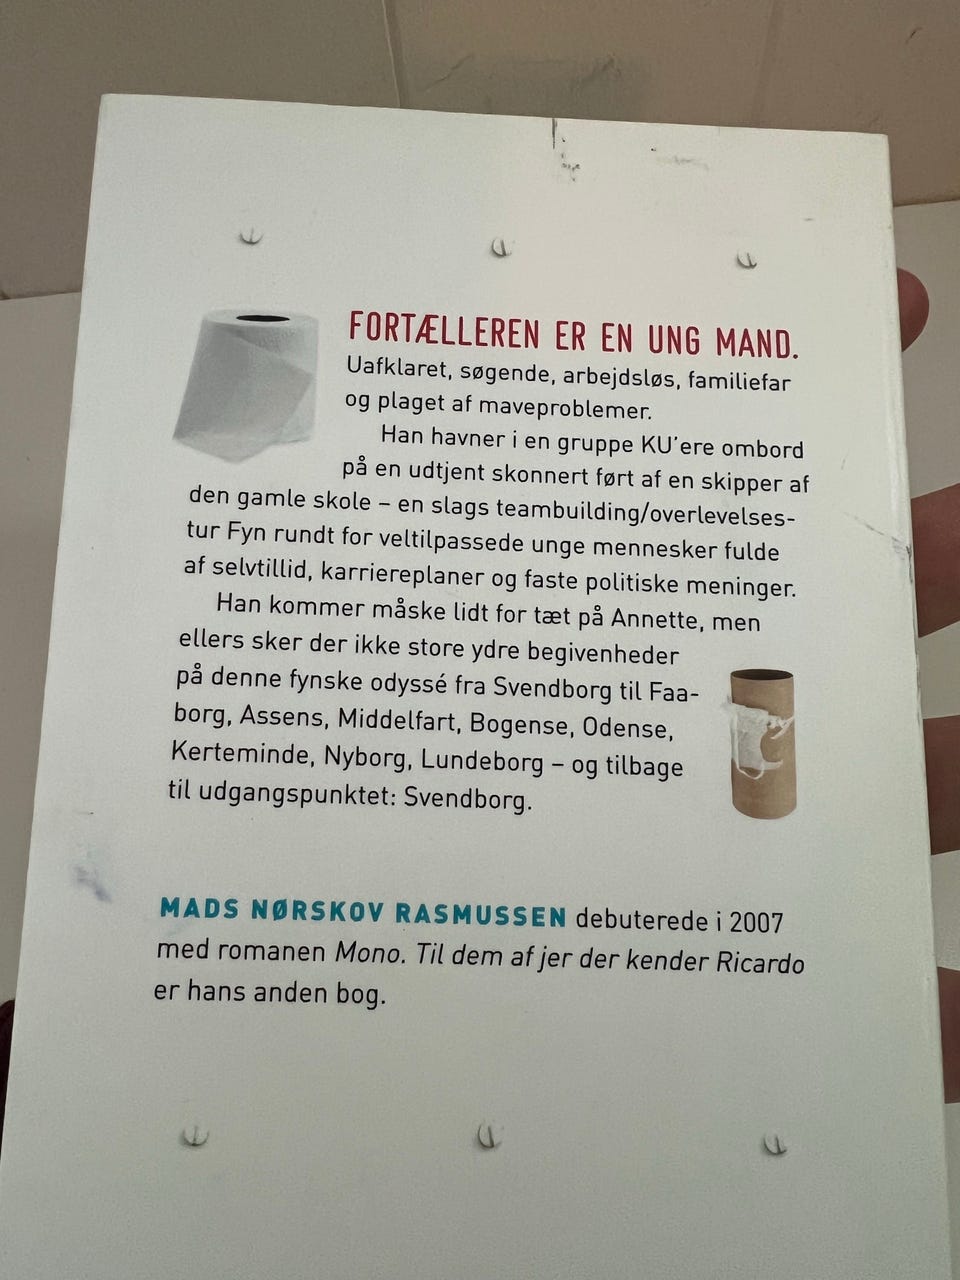 FORTÆLLEREN ER EN UNG MAND.
Uafklaret, søgende, arbejdsløs, familiefar
og plaget af maveproblemer.
Han havner i en gruppe KU'ere ombord
på en udtjent skonnert ført af en skipper af
den gamle skole – en slags teambuilding/overlevelses-
tur Fyn rundt for veltilpassede unge mennesker fulde
af selvtillid, karriereplaner og faste politiske meninger.
Han kommer måske lidt for tæt på Annette, men
ellers sker der ikke store ydre begivenheder
på denne fynske odyssé fra Svendborg til Faa-
borg, Assens, Middelfart, Bogense, Odense,
Kerteminde, Nyborg, Lundeborg – og tilbage
til udgangspunktet: Svendborg.
MADS NØRSKOV RASMUSSEN debuterede i 2007
med romanen Mono. Til dem af jer der kender Ricardo
er hans anden bog.